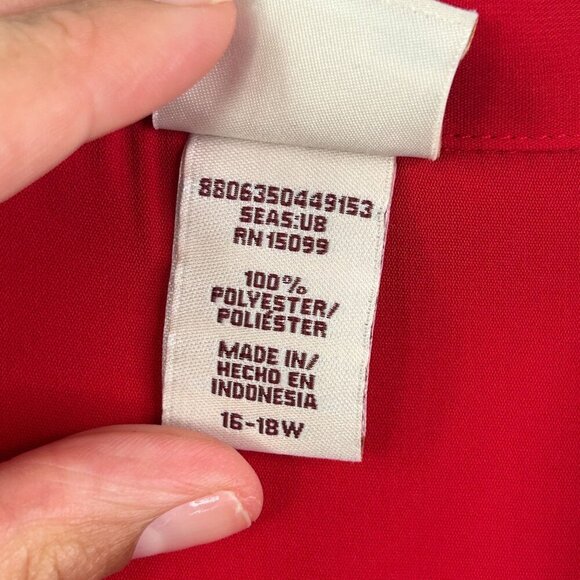 8806350449153
SEAS:U8
RN 15099
100%
POLYESTER/
POLIÉSTER
MADE IN/
HECHO EN
INDONESIA
16-18W